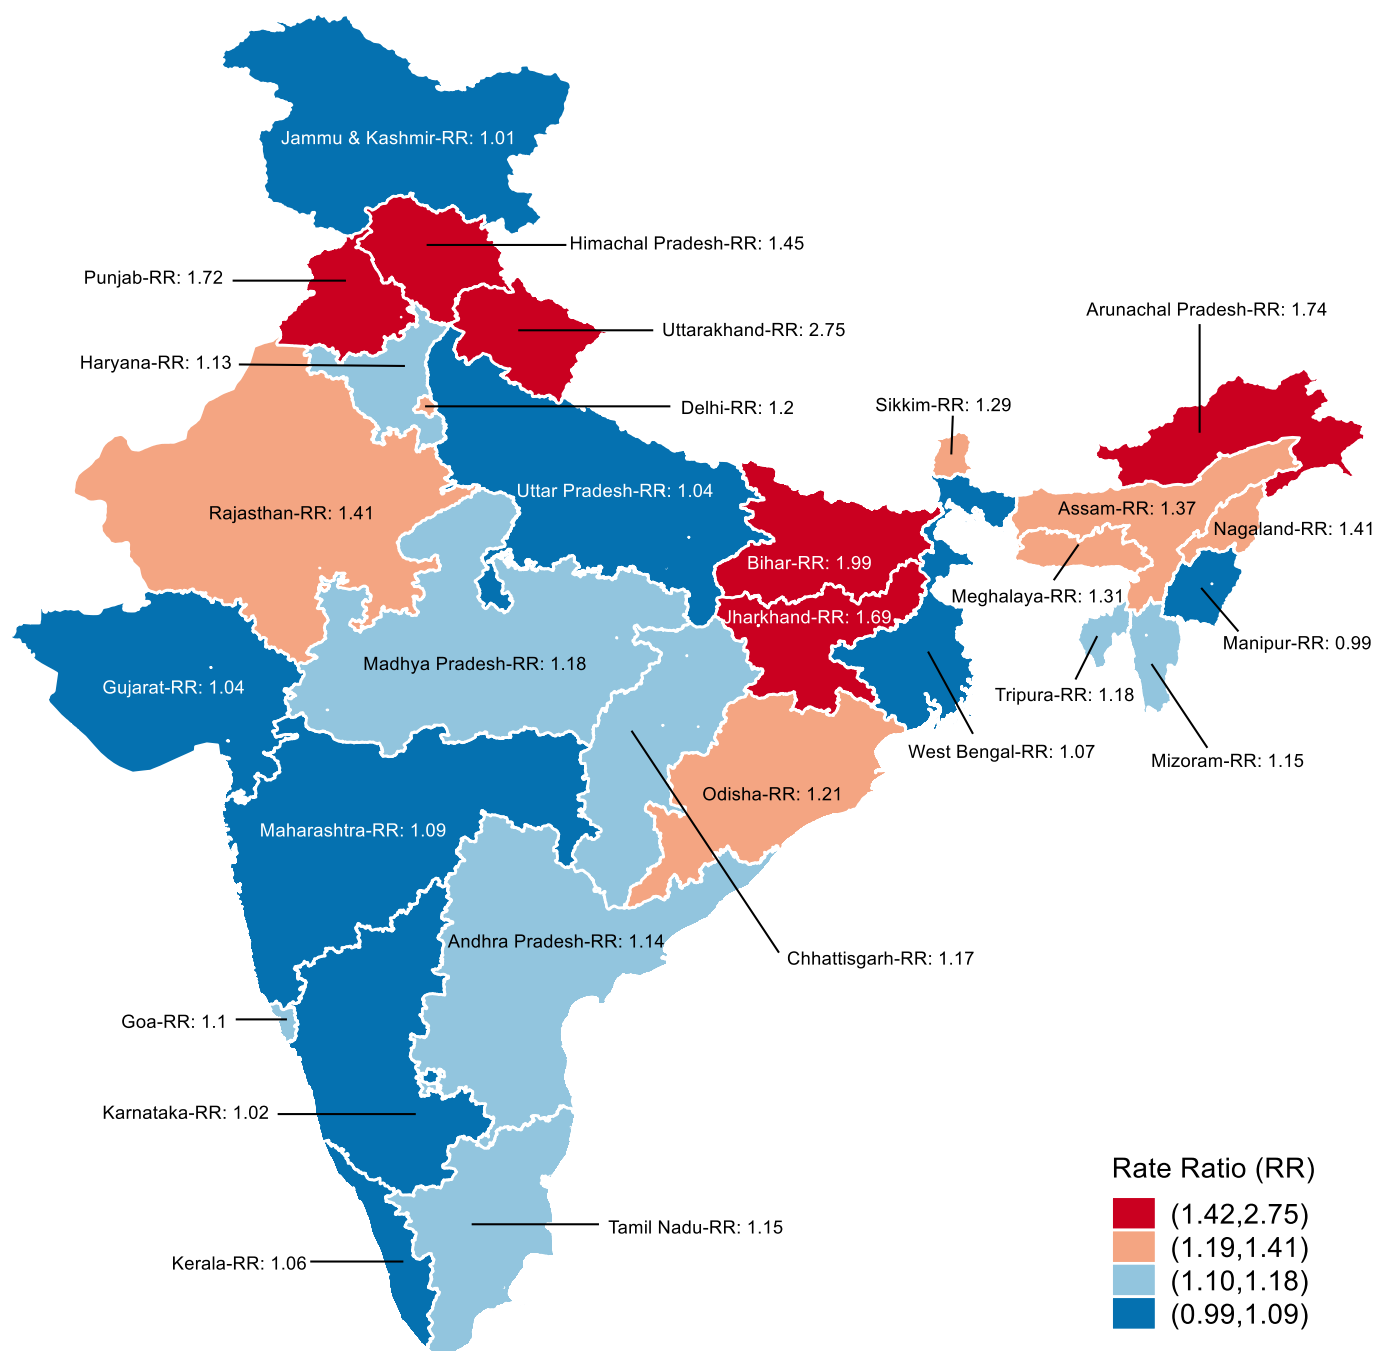 Jammu & Kashmir-RR: 1.01
Himachal Pradesh-RR: 1.45
Punjab-RR: 1.72
Arunachal Pradesh-RR: 1.74
Uttarakhand-RR: 2.75
Haryana-RR: 1.13
Delhi-RR: 1.2
Sikkim-RR: 1.29
Uttar Pradesh-RR: 1.04
Rajasthan-RR: 1.41
Assam-RR: 1.37
Nagaland-RR: 1.41
Bihar-RR: 1.99
Meghalaya-RR: 1.31
Jharkhand-RR: 1.69
Manipur-RR: 0.99
Madhya Pradesh-RR: 1.18
Gujarat-RR: 1.04
Tripura-RR: 1.18
West Bengal-RR: 1.07
Mizoram-RR: 1.15
Odisha-RR: 1.21
Maharashtra-RR: 1.09
Andhra Pradesh-RR: 1.14
Chhattisgarh-RR: 1.17
Goa-RR: 1.1
Karnataka-RR: 1.02
Tamil Nadu-RR: 1.15
Kerala-RR: 1.06
Rate Ratio (RR)
(1.42,2.75)
(1.19,1.41)
(1.10,1.18)
(0.99,1.09)